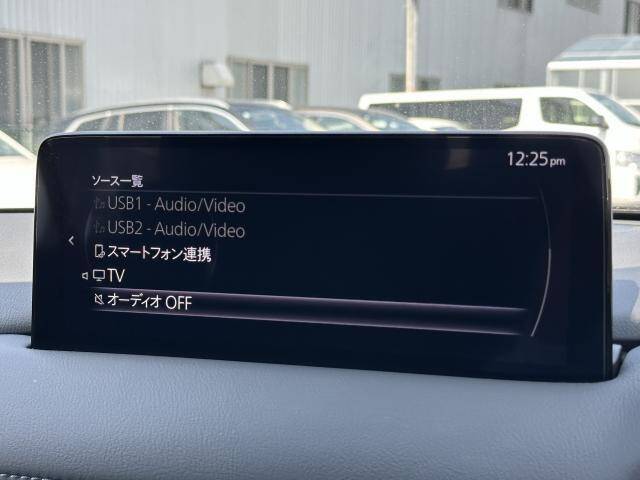 12:25pm
ソース一覧
USB1 - Audio/Video
USB2 - Audio/Video
スマートフォン連携
TV
オーディオ OFF